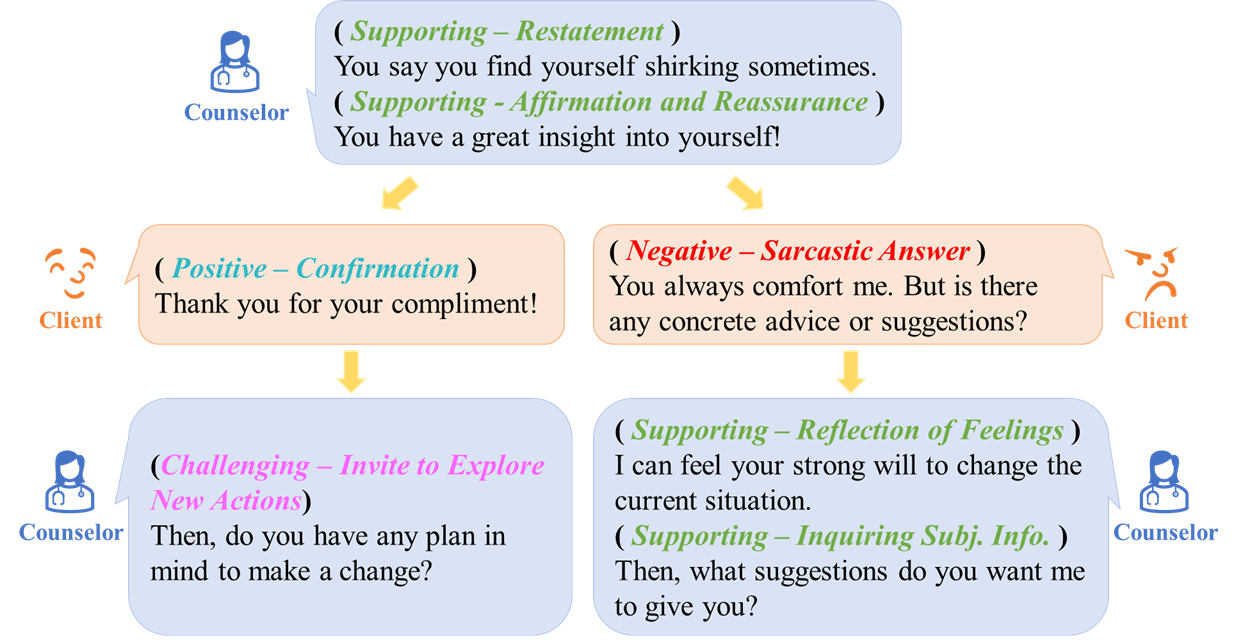 ( Supporting – Restatement )
You say you find yourself shirking sometimes.
( Supporting - Affirmation and Reassurance )
You have a great insight into yourself!
Counselor
( Positive – Confirmation )
Thank you for your compliment!
Client
( Negative – Sarcastic Answer )
You always comfort me. But is there
any concrete advice or suggestions?
Client
(Challenging – Invite to Explore
New Actions)
Then, do you have any plan in
mind to make a change?
Counselor
( Supporting – Reflection of Feelings )
I can feel your strong will to change the
current situation.
( Supporting – Inquiring Subj. Info. )
Then, what suggestions do you want me
to give you?
Counselor